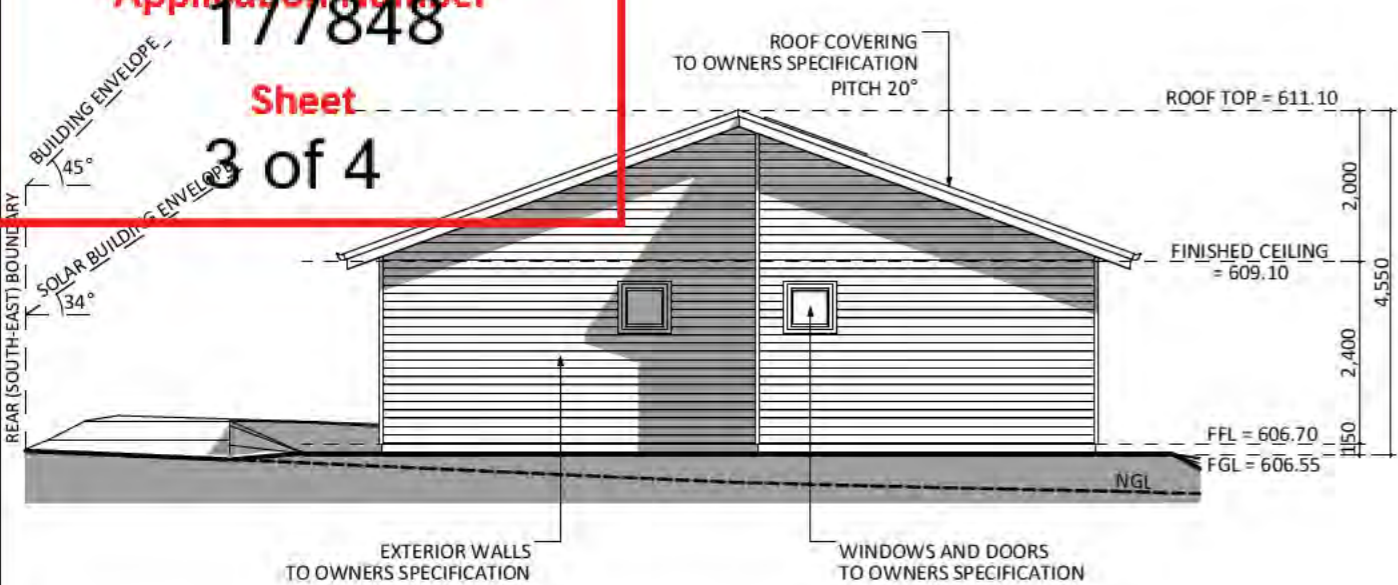 Application Number
177848
Sheet
3 of 4
BUILDING ENVELOPE
45°
SOLAR BUILDING ENVELOPE
34°
REAR (SOUTH-EAST) BOUNDARY
ROOF COVERING
TO OWNERS SPECIFICATION
PITCH 20°
ROOF TOP = 611.10
2,000
FINISHED CEILING
= 609.10
4,550
2,400
FFL = 606.70
150
FGL = 606.55
NGL
EXTERIOR WALLS
TO OWNERS SPECIFICATION
WINDOWS AND DOORS
TO OWNERS SPECIFICATION